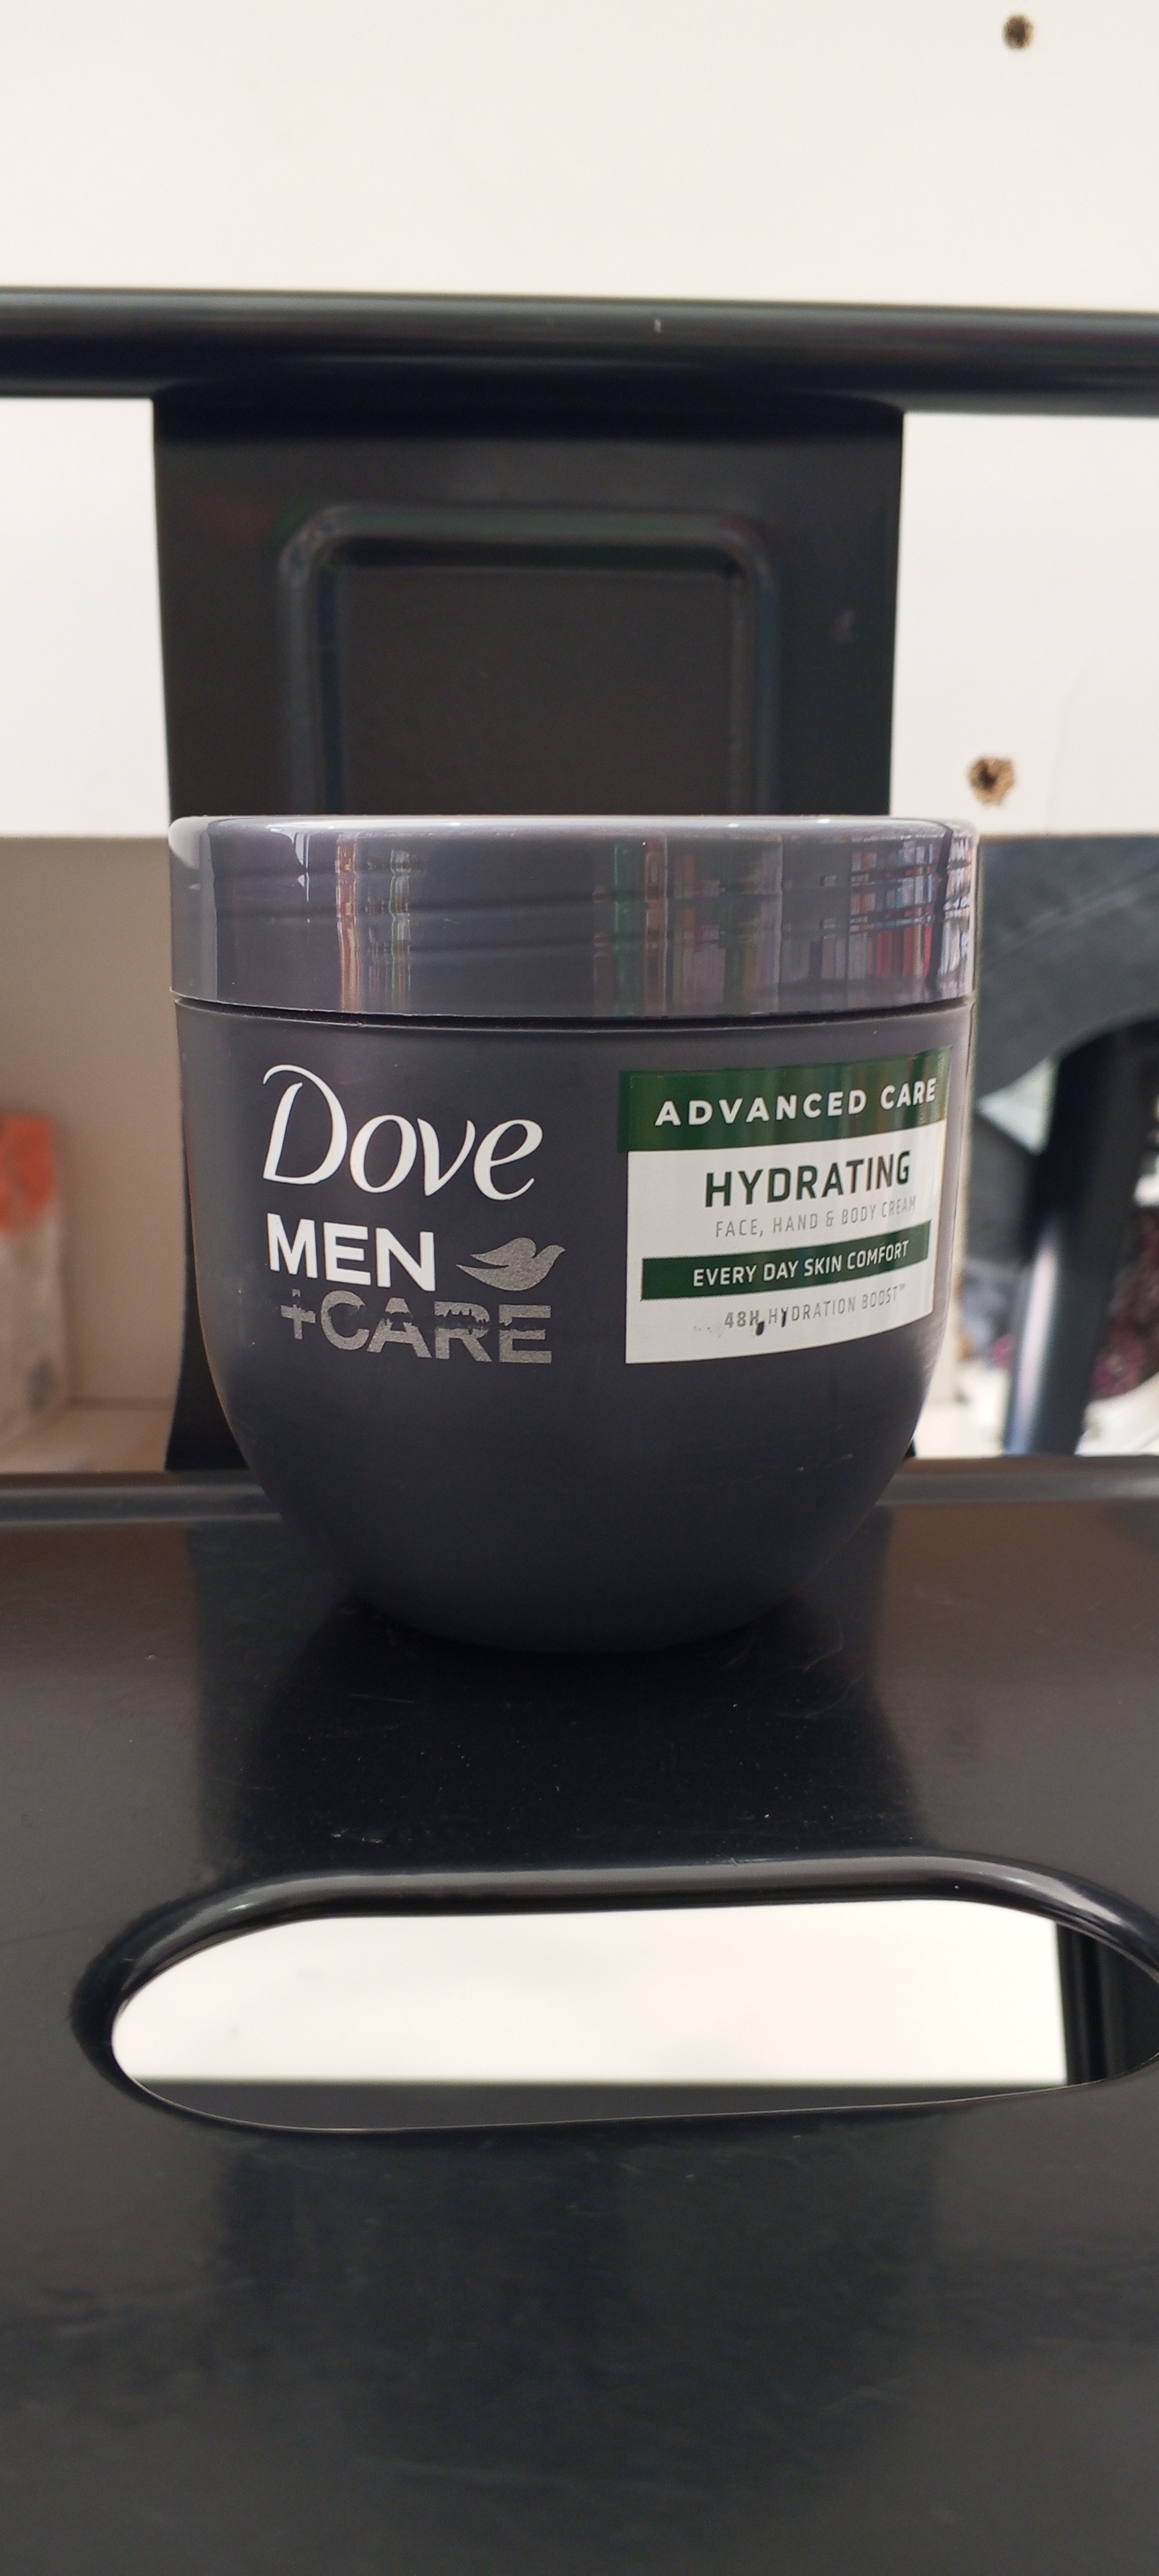 Dove
MEN
+CARE
ADVANCED CARE
HYDRATING
FACE, HAND & BODY CREAM
EVERY DAY SKIN COMFORT
48H HYDRATION BOOST™